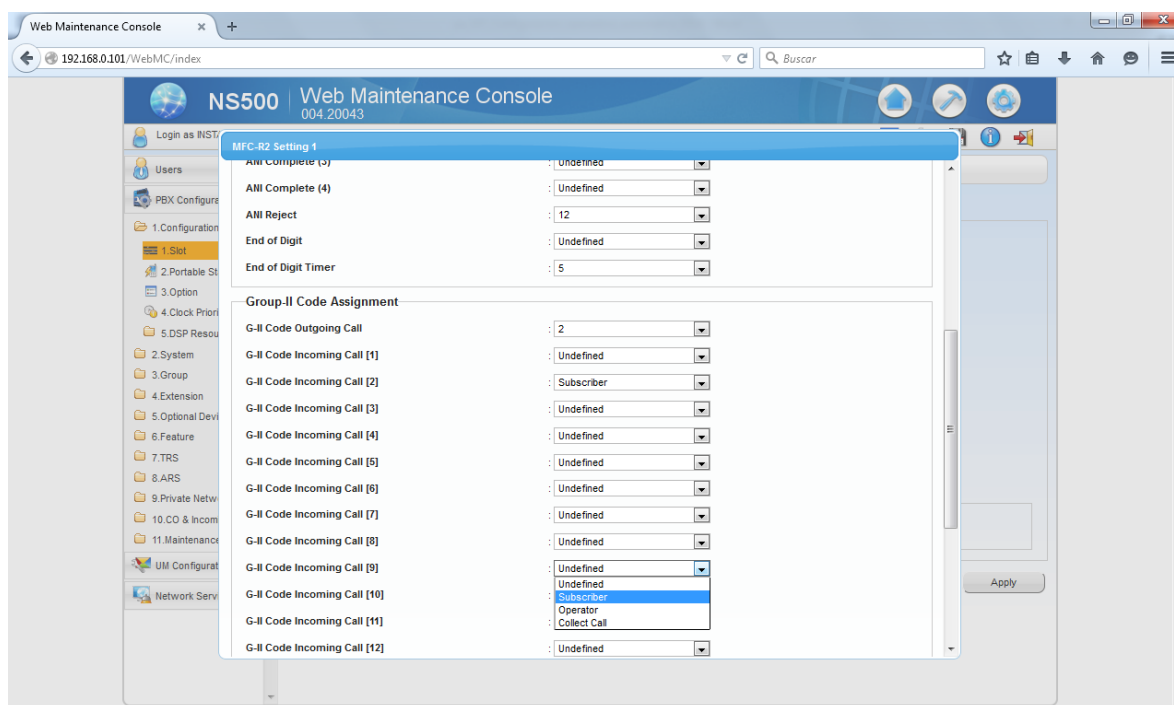 Web Maintenance Console
192.168.0.101/WebMC/index
Buscar
NS500
Web Maintenance Console
004.20043
Login as INST
MFC-R2 Setting 1
Users
PBX Configura
1.Configuration
1.Slot
2.Portable St
3.Option
4.Clock Priori
5.DSP Resou
2.System
3.Group
4.Extension
5.Optional Devi
6.Feature
7.TRS
8.ARS
9.Private Netw
10.CO & Incom
11.Maintenance
UM Configurat
Network Serv
ANI Complete (3) : Undefined
ANI Complete (4) : Undefined
ANI Reject : 12
End of Digit : Undefined
End of Digit Timer : 5
Group-II Code Assignment
G-II Code Outgoing Call : 2
G-II Code Incoming Call [1] : Undefined
G-II Code Incoming Call [2] : Subscriber
G-II Code Incoming Call [3] : Undefined
G-II Code Incoming Call [4] : Undefined
G-II Code Incoming Call [5] : Undefined
G-II Code Incoming Call [6] : Undefined
G-II Code Incoming Call [7] : Undefined
G-II Code Incoming Call [8] : Undefined
G-II Code Incoming Call [9] : Undefined
Undefined
Subscriber
Operator
Collect Call
G-II Code Incoming Call [10] :
G-II Code Incoming Call [11] :
G-II Code Incoming Call [12] : Undefined
Apply